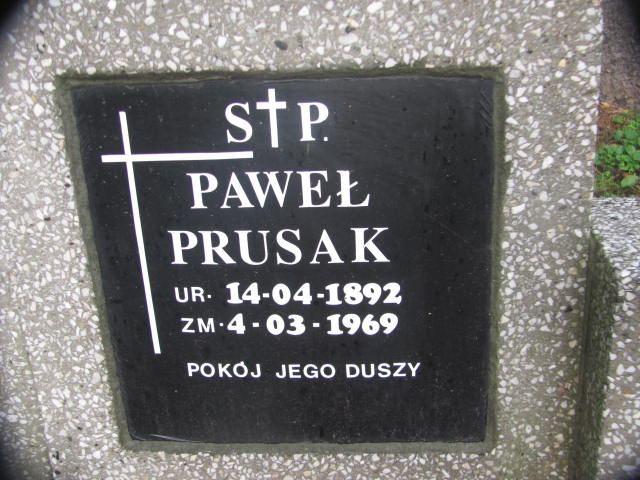 S†P.
PAWEŁ
PRUSAK
UR. 14-04-1892
ZM. 4-03-1969
POKÓJ JEGO DUSZY